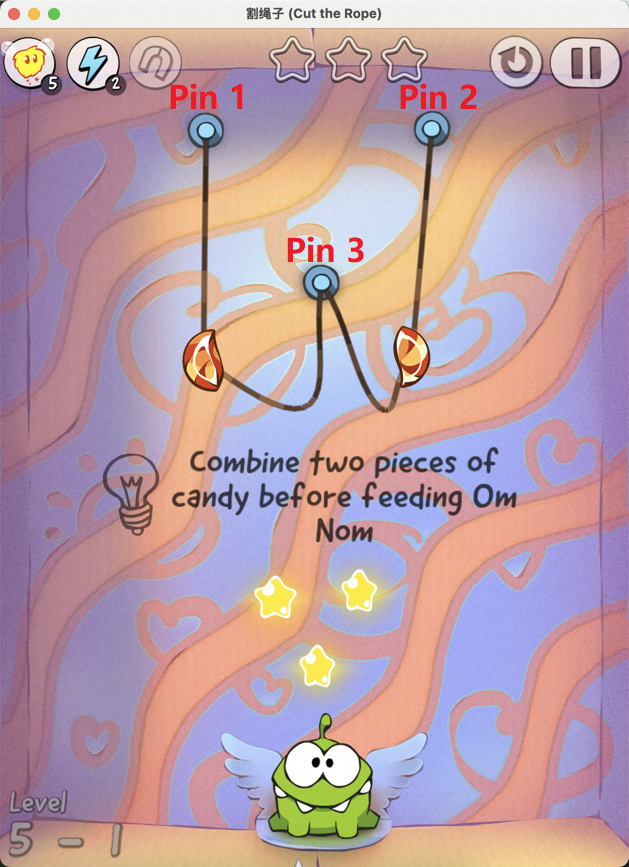 割绳子 (Cut the Rope)
5
2
Pin 1
Pin 2
Pin 3
Combine two pieces of
candy before feeding Om
Nom
Level
5 - 1